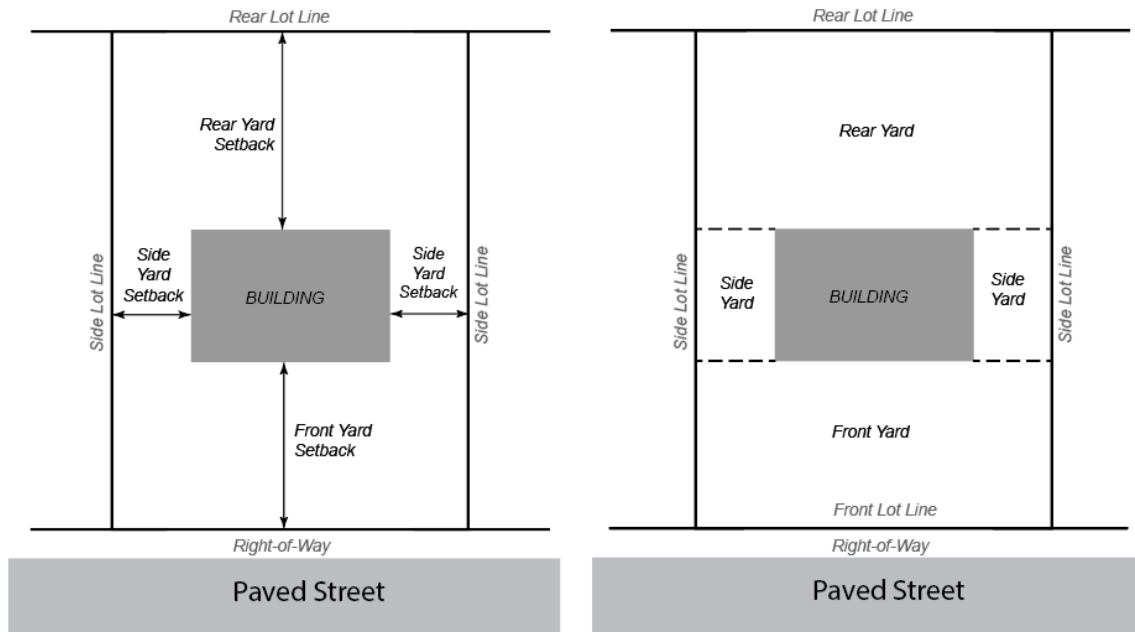 Rear Lot Line
Rear Yard
Setback
Side
Yard
Setback
Side
Yard
Setback
BUILDING
Side Lot Line
Side Lot Line
Front Yard
Setback
Right-of-Way
Paved Street
Rear Lot Line
Rear Yard
Side
Yard
BUILDING
Side
Yard
Side Lot Line
Side Lot Line
Front Yard
Front Lot Line
Right-of-Way
Paved Street